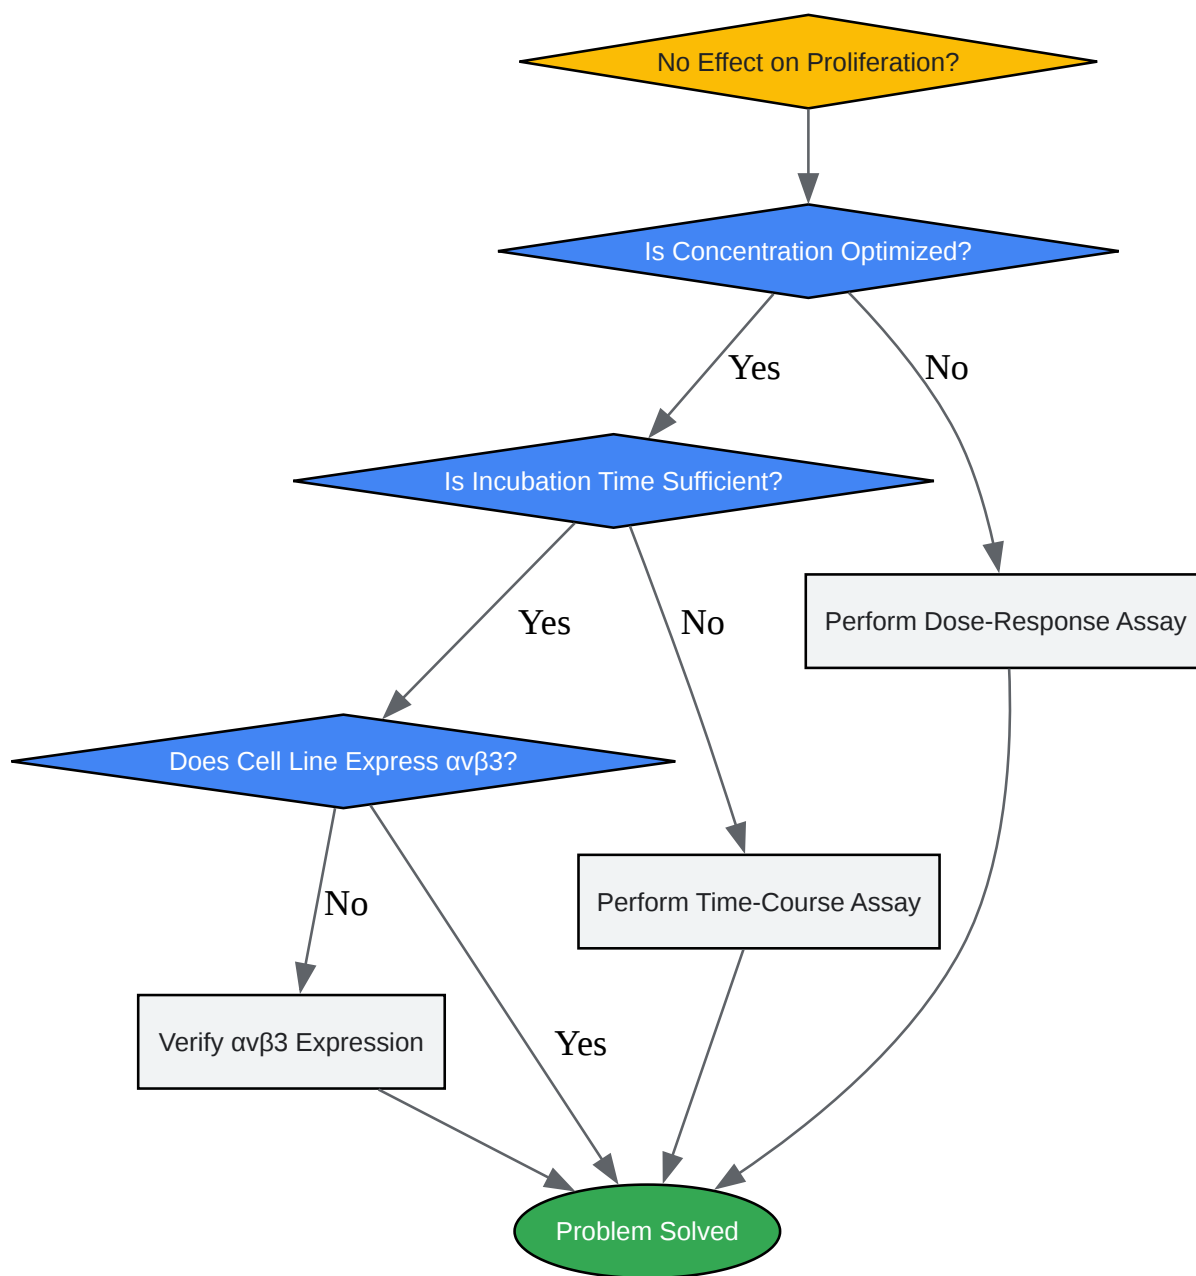 No Effect on Proliferation?
Is Concentration Optimized?
Yes
No
Is Incubation Time Sufficient?
Yes
No
Perform Dose-Response Assay
Does Cell Line Express αvβ3?
No
Perform Time-Course Assay
Verify αvβ3 Expression
Yes
Problem Solved